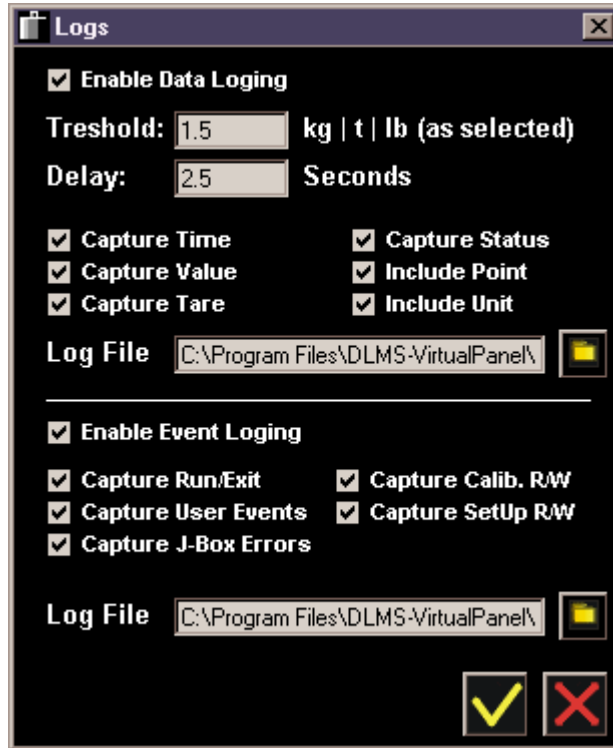 Logs
Enable Data Loging
Treshold: 1.5 kg | t | lb (as selected)
Delay: 2.5 Seconds
Capture Time Capture Status
Capture Value Include Point
Capture Tare Include Unit
Log File C:\Program Files\DLMS-VirtualPanel\
Enable Event Loging
Capture Run/Exit Capture Calib. R/W
Capture User Events Capture SetUp R/W
Capture J-Box Errors
Log File C:\Program Files\DLMS-VirtualPanel\